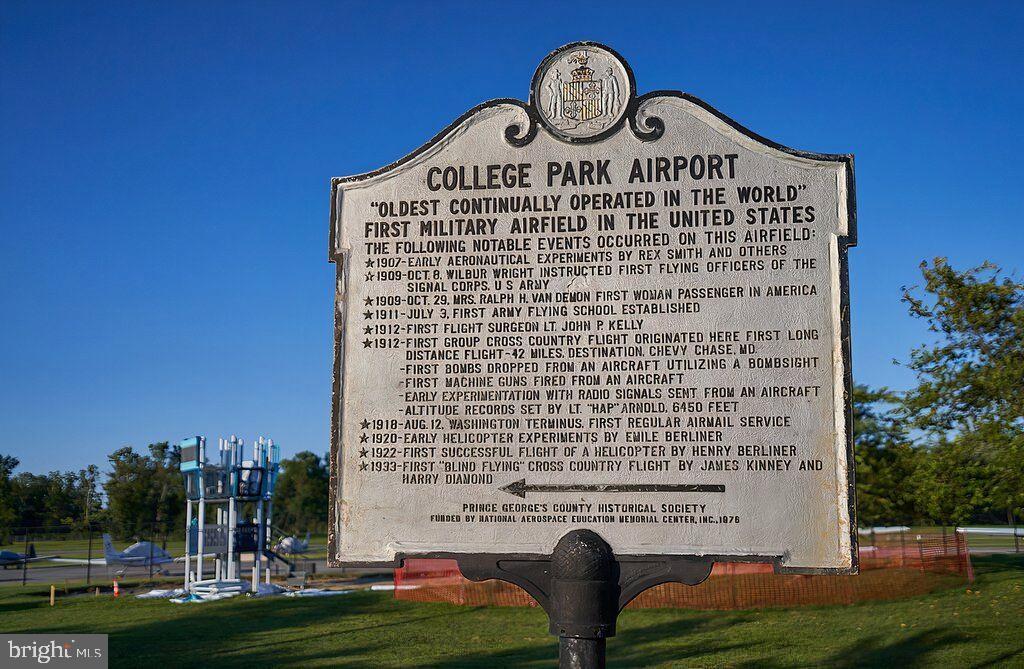 COLLEGE PARK AIRPORT
"OLDEST CONTINUALLY OPERATED IN THE WORLD"
FIRST MILITARY AIRFIELD IN THE UNITED STATES
THE FOLLOWING NOTABLE EVENTS OCCURRED ON THIS AIRFIELD:
★1907-EARLY AERONAUTICAL EXPERIMENTS BY REX SMITH AND OTHERS
★1909-OCT. 8, WILBUR WRIGHT INSTRUCTED FIRST FLYING OFFICERS OF THE
SIGNAL CORPS, U.S. ARMY
★1909-OCT. 29, MRS. RALPH H. VAN DEMON FIRST WOMAN PASSENGER IN AMERICA
★1911-JULY 3, FIRST ARMY FLYING SCHOOL ESTABLISHED
★1912-FIRST FLIGHT SURGEON LT. JOHN P. KELLY
★1912-FIRST GROUP CROSS COUNTRY FLIGHT ORIGINATED HERE FIRST LONG
DISTANCE FLIGHT-42 MILES, DESTINATION, CHEVY CHASE, MD.
-FIRST BOMBS DROPPED FROM AN AIRCRAFT UTILIZING A BOMBSIGHT
-FIRST MACHINE GUNS FIRED FROM AN AIRCRAFT
-EARLY EXPERIMENTATION WITH RADIO SIGNALS SENT FROM AN AIRCRAFT
-ALTITUDE RECORDS SET BY LT. "HAP" ARNOLD, 6450 FEET
★1918-AUG. 12, WASHINGTON TERMINUS, FIRST REGULAR AIRMAIL SERVICE
★1920-EARLY HELICOPTER EXPERIMENTS BY EMILE BERLINER
★1922-FIRST SUCCESSFUL FLIGHT OF A HELICOPTER BY HENRY BERLINER
★1933-FIRST "BLIND FLYING" CROSS COUNTRY FLIGHT BY JAMES KINNEY AND
HARRY DIAMOND
PRINCE GEORGE'S COUNTY HISTORICAL SOCIETY
FUNDED BY NATIONAL AEROSPACE EDUCATION MEMORIAL CENTER, INC., 1976
bright MLS